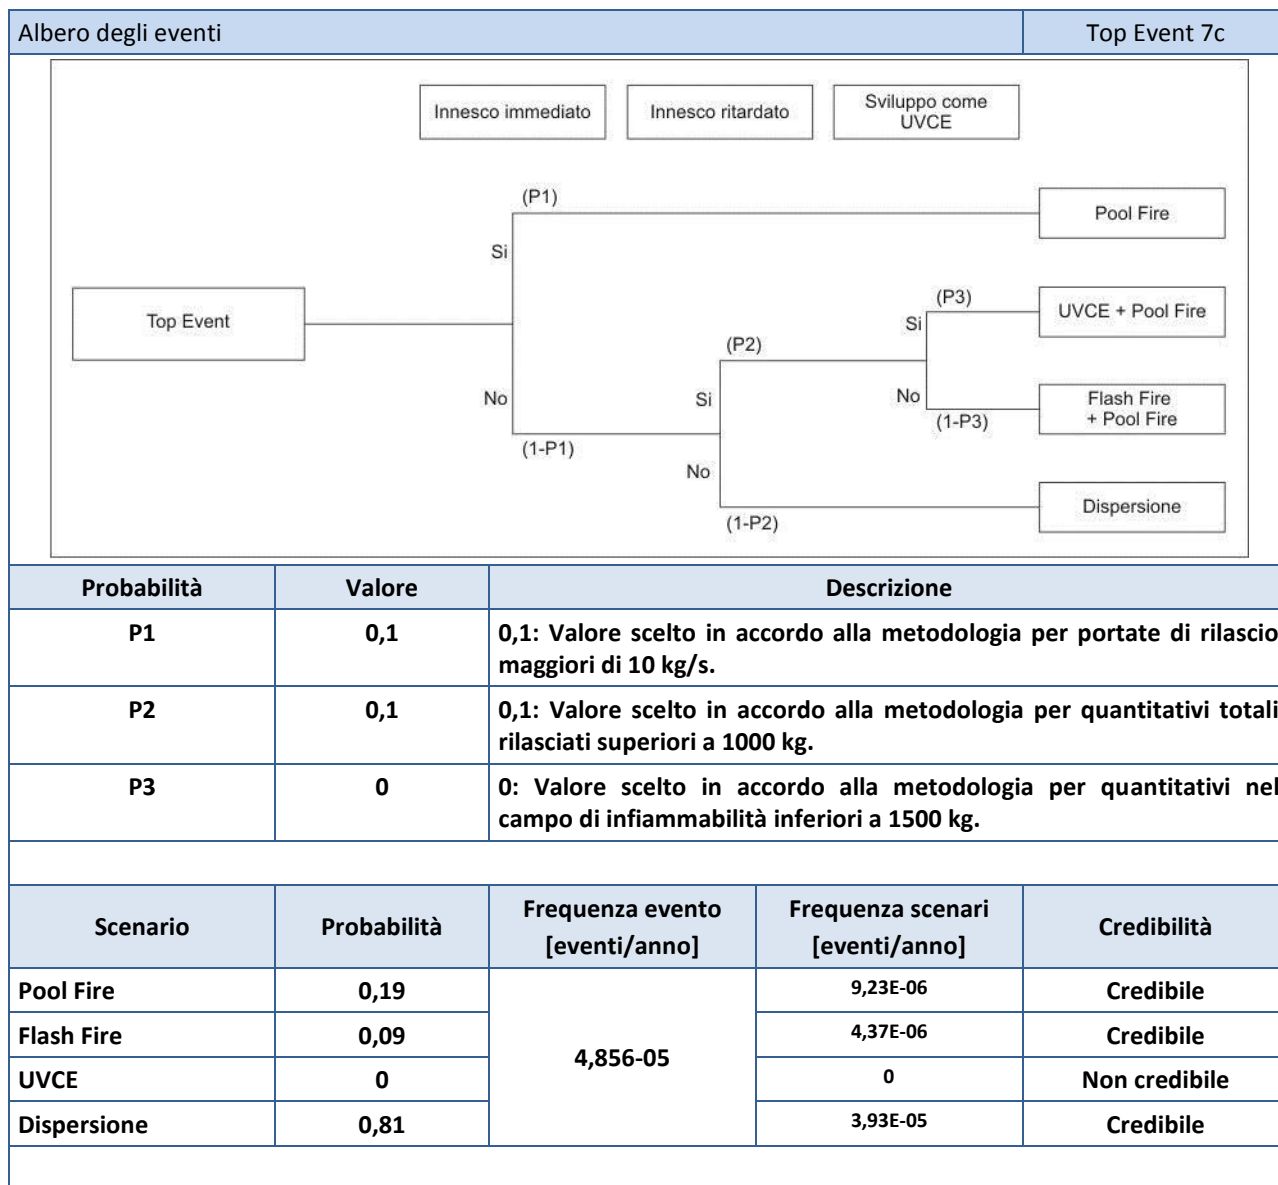 Albero degli eventi Top Event 7c
Innesco immediato
Innesco ritardato
Sviluppo come
UVCE
(P1)
Pool Fire
Si
Top Event
(P3)
UVCE + Pool Fire
Si
(P2)
No
Si
No
Flash Fire
+ Pool Fire
(1-P3)
(1-P1)
No
Dispersione
(1-P2)
Probabilità Valore Descrizione
P1 0,1 0,1: Valore scelto in accordo alla metodologia per portate di rilascio
maggiori di 10 kg/s.
P2 0,1 0,1: Valore scelto in accordo alla metodologia per quantitativi totali
rilasciati superiori a 1000 kg.
P3 0 0: Valore scelto in accordo alla metodologia per quantitativi nel
campo di infiammabilità inferiori a 1500 kg.
Scenario Probabilità Frequenza evento [eventi/anno] Frequenza scenari [eventi/anno] Credibilità
Pool Fire 0,19 9,23E-06 Credibile
Flash Fire 0,09 4,37E-06 Credibile
4,856-05
UVCE 0 0 Non credibile
Dispersione 0,81 3,93E-05 Credibile